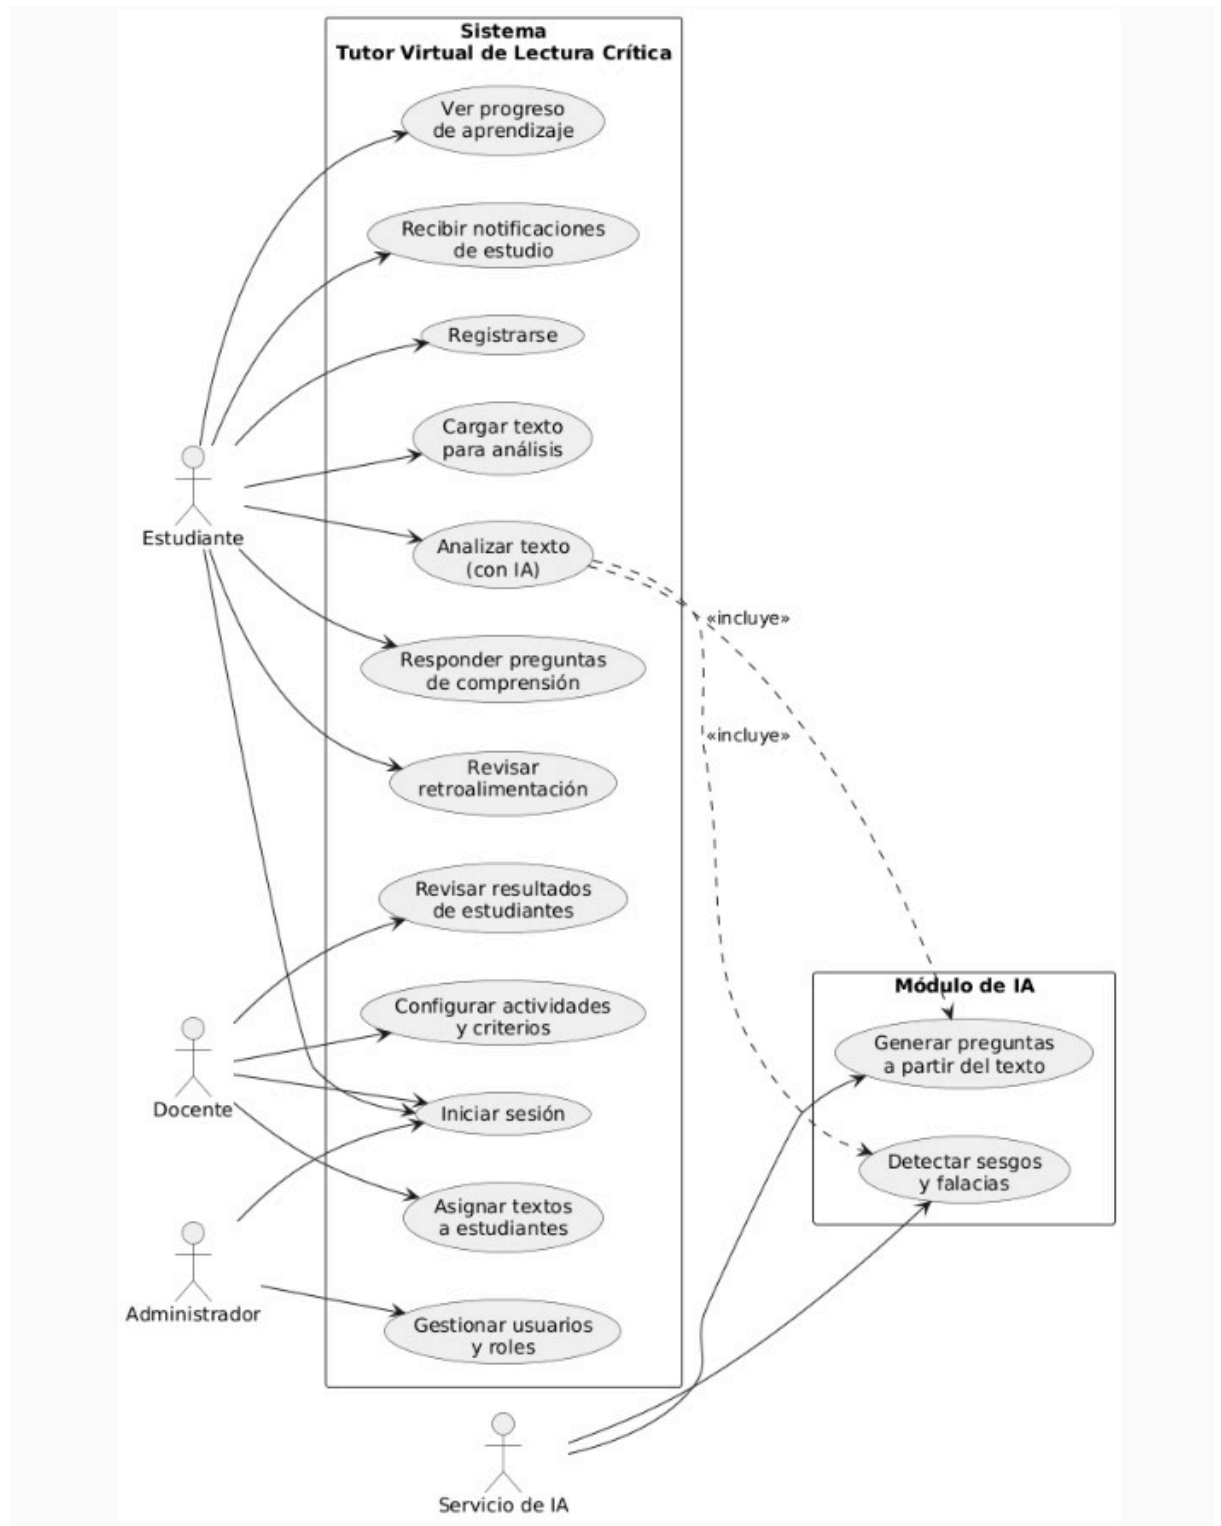 Sistema
Tutor Virtual de Lectura Crítica
Ver progreso
de aprendizaje
Recibir notificaciones
de estudio
Registrarse
Cargar texto
para análisis
Estudiante
Analizar texto
(con IA)
«incluye»
Responder preguntas
de comprensión
«incluye»
Revisar
retroalimentación
Revisar resultados
de estudiantes
Módulo de IA
Configurar actividades
y criterios
Generar preguntas
a partir del texto
Docente
Iniciar sesión
Detectar sesgos
y falacias
Asignar textos
a estudiantes
Administrador
Gestionar usuarios
y roles
Servicio de IA